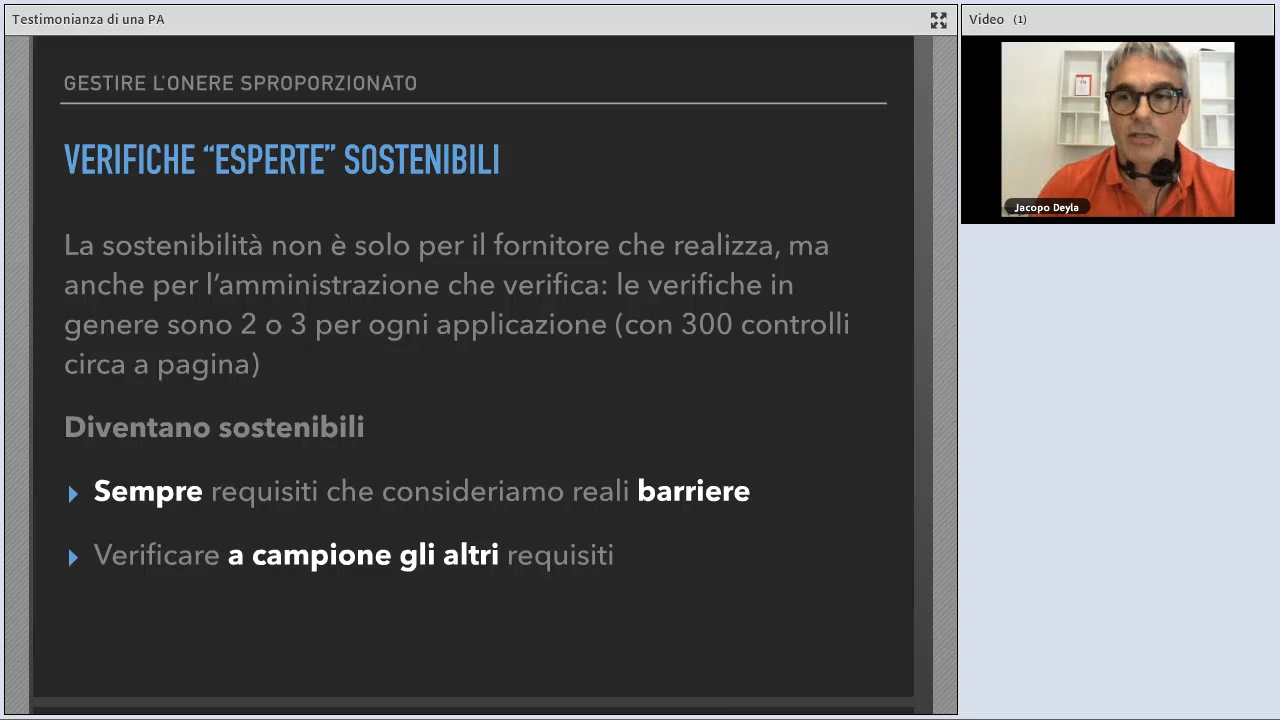 Testimonianza di una PA
Video (1)
GESTIRE L'ONERE SPROPORZIONATO
VERIFICHE “ESPERTE” SOSTENIBILI
La sostenibilità non è solo per il fornitore che realizza, ma
anche per l’amministrazione che verifica: le verifiche in
genere sono 2 o 3 per ogni applicazione (con 300 controlli
circa a pagina)
Diventano sostenibili
Sempre requisiti che consideriamo reali barriere
Verificare a campione gli altri requisiti
Jacopo Deyla